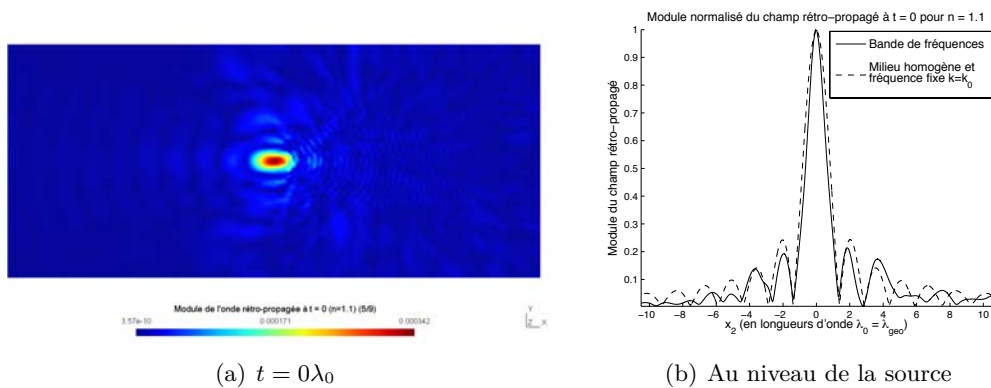 Module de l'onde rétro-propagée à t = 0 (n=1.1) (5/9)
3.57e-10
0.000171
0.000342
Y
Z
X
(a) t = 0λ0
Module normalisé du champ rétro-propagé à t = 0 pour n = 1.1
Bande de fréquences
Milieu homogène et
fréquence fixe k=k0
Module du champ rétro-propagé
1
0.9
0.8
0.7
0.6
0.5
0.4
0.3
0.2
0.1
−10 −8 −6 −4 −2 0 2 4 6 8 10
x2 (en longueurs d'onde λ0 = λgeo)
(b) Au niveau de la source